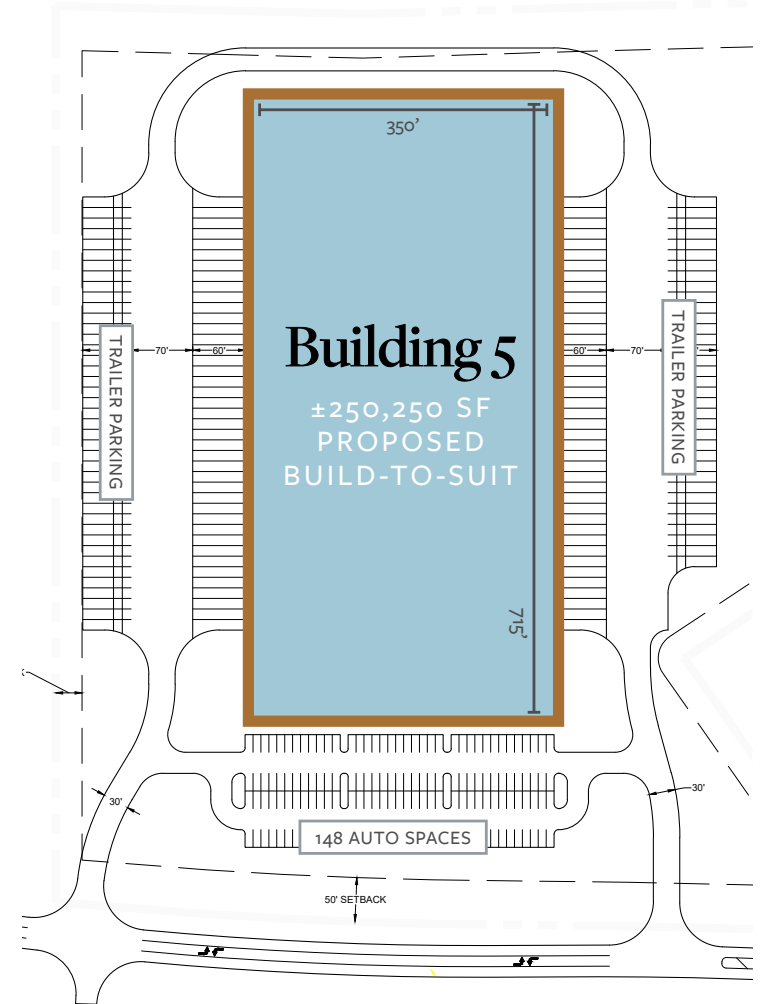 350'
Building 5
±250,250 SF
PROPOSED
BUILD-TO-SUIT
715'
TRAILER PARKING
70'
60'
60'
70'
TRAILER PARKING
30'
30'
148 AUTO SPACES
50' SETBACK